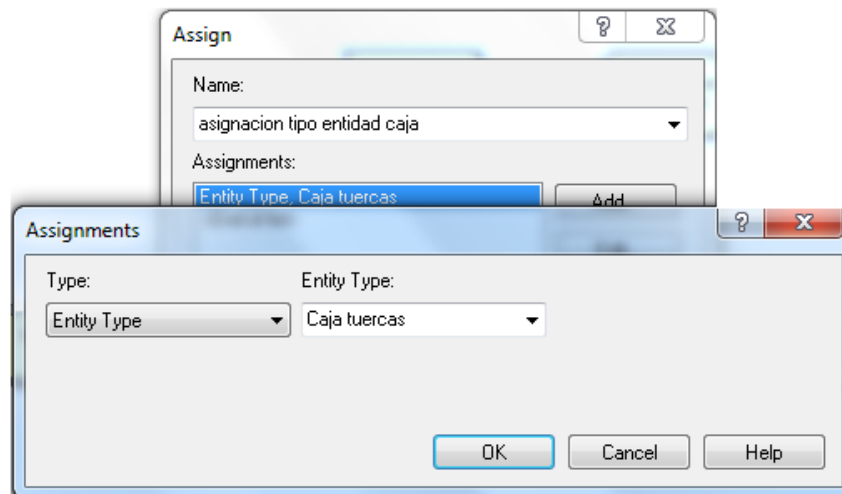 Assign
Name:
asignacion tipo entidad caja
Assignments:
Entity Type, Caja tuercas
Add...
Assignments
Type:
Entity Type:
Entity Type
Caja tuercas
OK
Cancel
Help